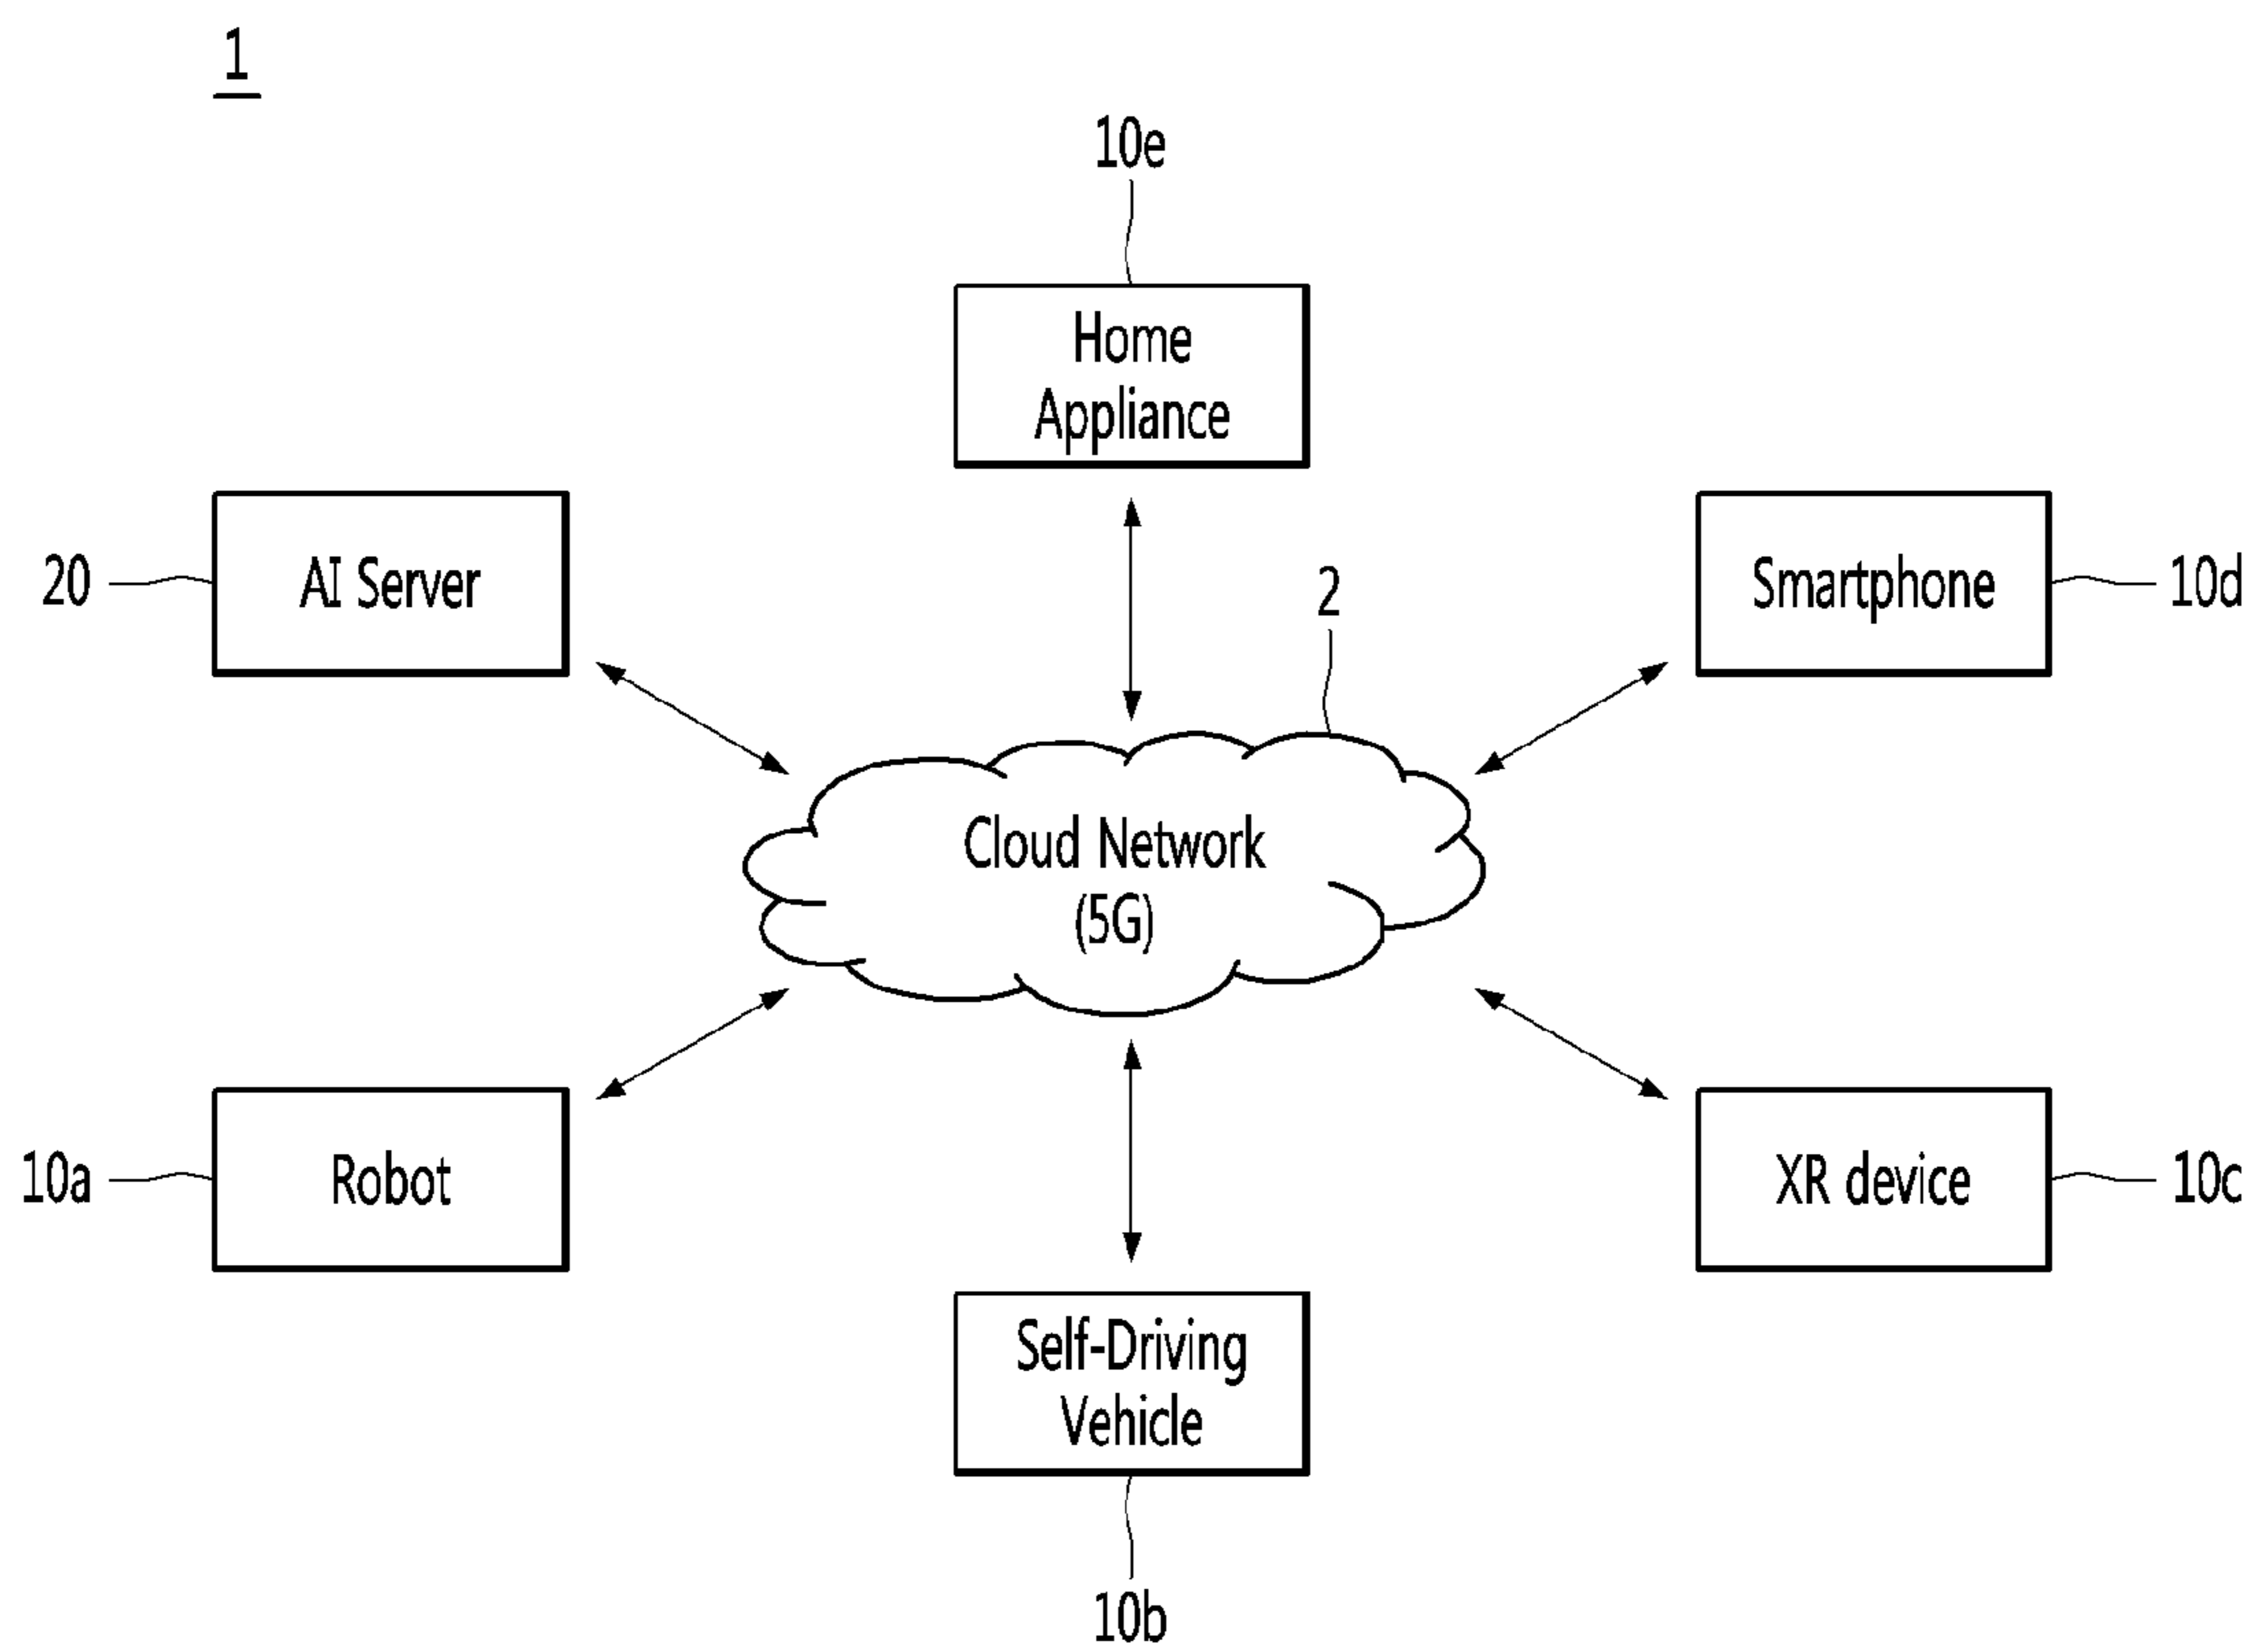 1
10e
Home
Appliance
20
AI Server
2
Smartphone
10d
Cloud Network
(5G)
10a
Robot
XR device
10c
Self-Driving
Vehicle
10b